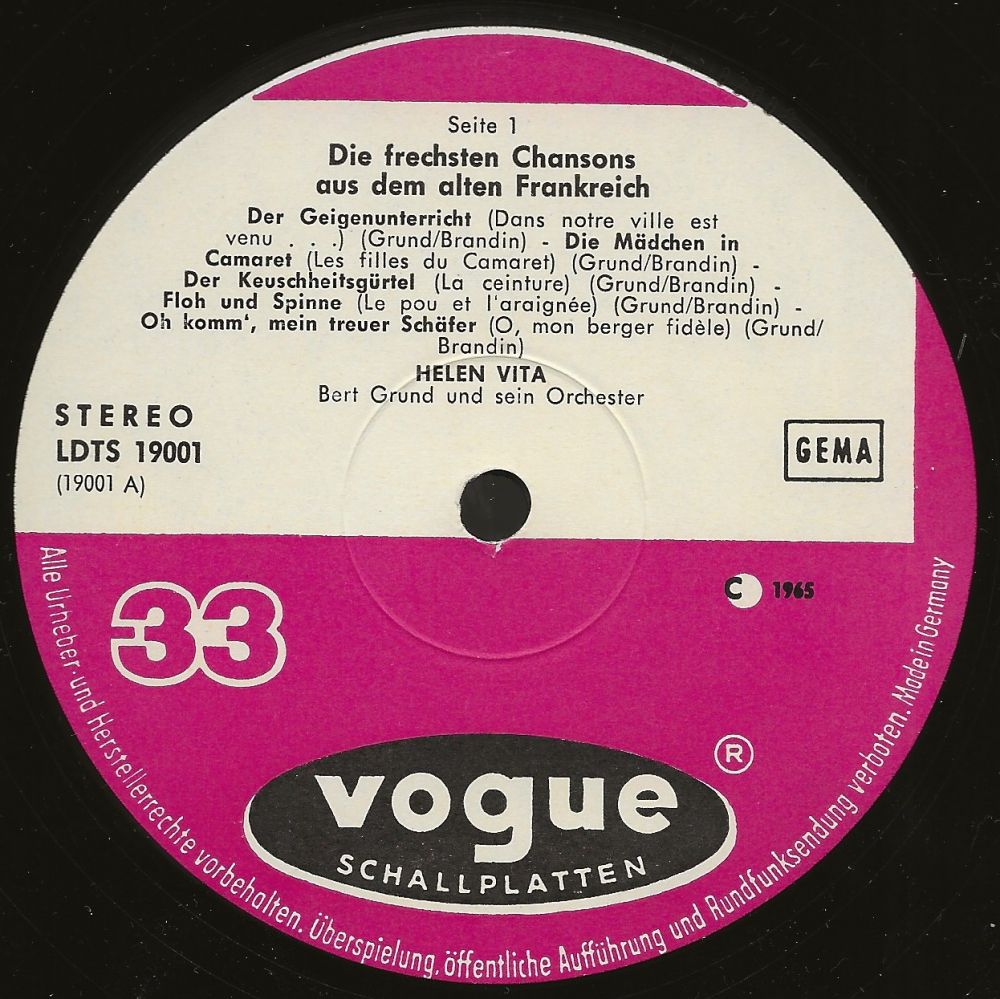 Seite 1
Die frechsten Chansons
aus dem alten Frankreich
Der Geigenunterricht (Dans notre ville est
venu . . .) (Grund/Brandin) - Die Mädchen in
Camaret (Les filles du Camaret) (Grund/Brandin) -
Der Keuschheitsgürtel (La ceinture) (Grund/Brandin) -
Floh und Spinne (Le pou et l'araignée) (Grund/Brandin) -
Oh komm', mein treuer Schäfer (O, mon berger fidèle) (Grund/
Brandin)
HELEN VITA
Bert Grund und sein Orchester
STEREO
LDTS 19001
(19001 A)
GEMA
33
C 1965
vogue
®
SCHALLPLATTEN
Alle Urheber- und Herstellerrechte vorbehalten. Überspielung, öffentliche Aufführung und Rundfunksendung verboten. Made in Germany